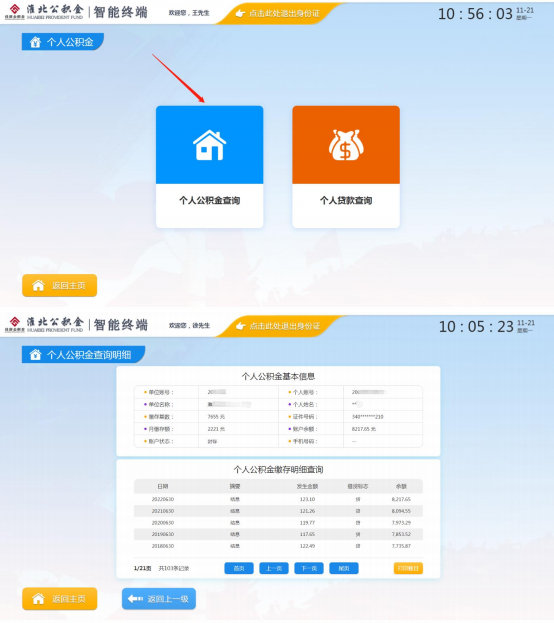 淮北公积金 智能终端 欢迎您，王先生 点击此处退出身份证 10 : 56 : 03 11-21
HUAIBEI PROVIDENT FUND 星期一
个人公积金
个人公积金查询 个人贷款查询
返回主页
淮北公积金 智能终端 欢迎您，徐先生 点击此处退出身份证 10 : 05 : 23 11-21
HUAIBEI PROVIDENT FUND 星期一
个人公积金查询明细
个人公积金基本信息
单位账号： 20 个人账号： 20
单位名称： 个人姓名： **
缴存基数： 7655 元 证件号码： 340*******210
月缴存额： 2221 元 账户余额： 8217.65 元
账户状态： 封存 手机号码： --
个人公积金缴存明细查询
日期 摘要 发生金额 借贷标志 余额
20220630 结息 123.10 贷 8,217.65
20210630 结息 121.26 贷 8,094.55
20200630 结息 119.77 贷 7,973.29
20190630 结息 117.65 贷 7,853.52
20180630 结息 122.49 贷 7,735.87
1/21页 共103条记录 首页 上一页 下一页 尾页 打印账单
返回主页 返回上一级